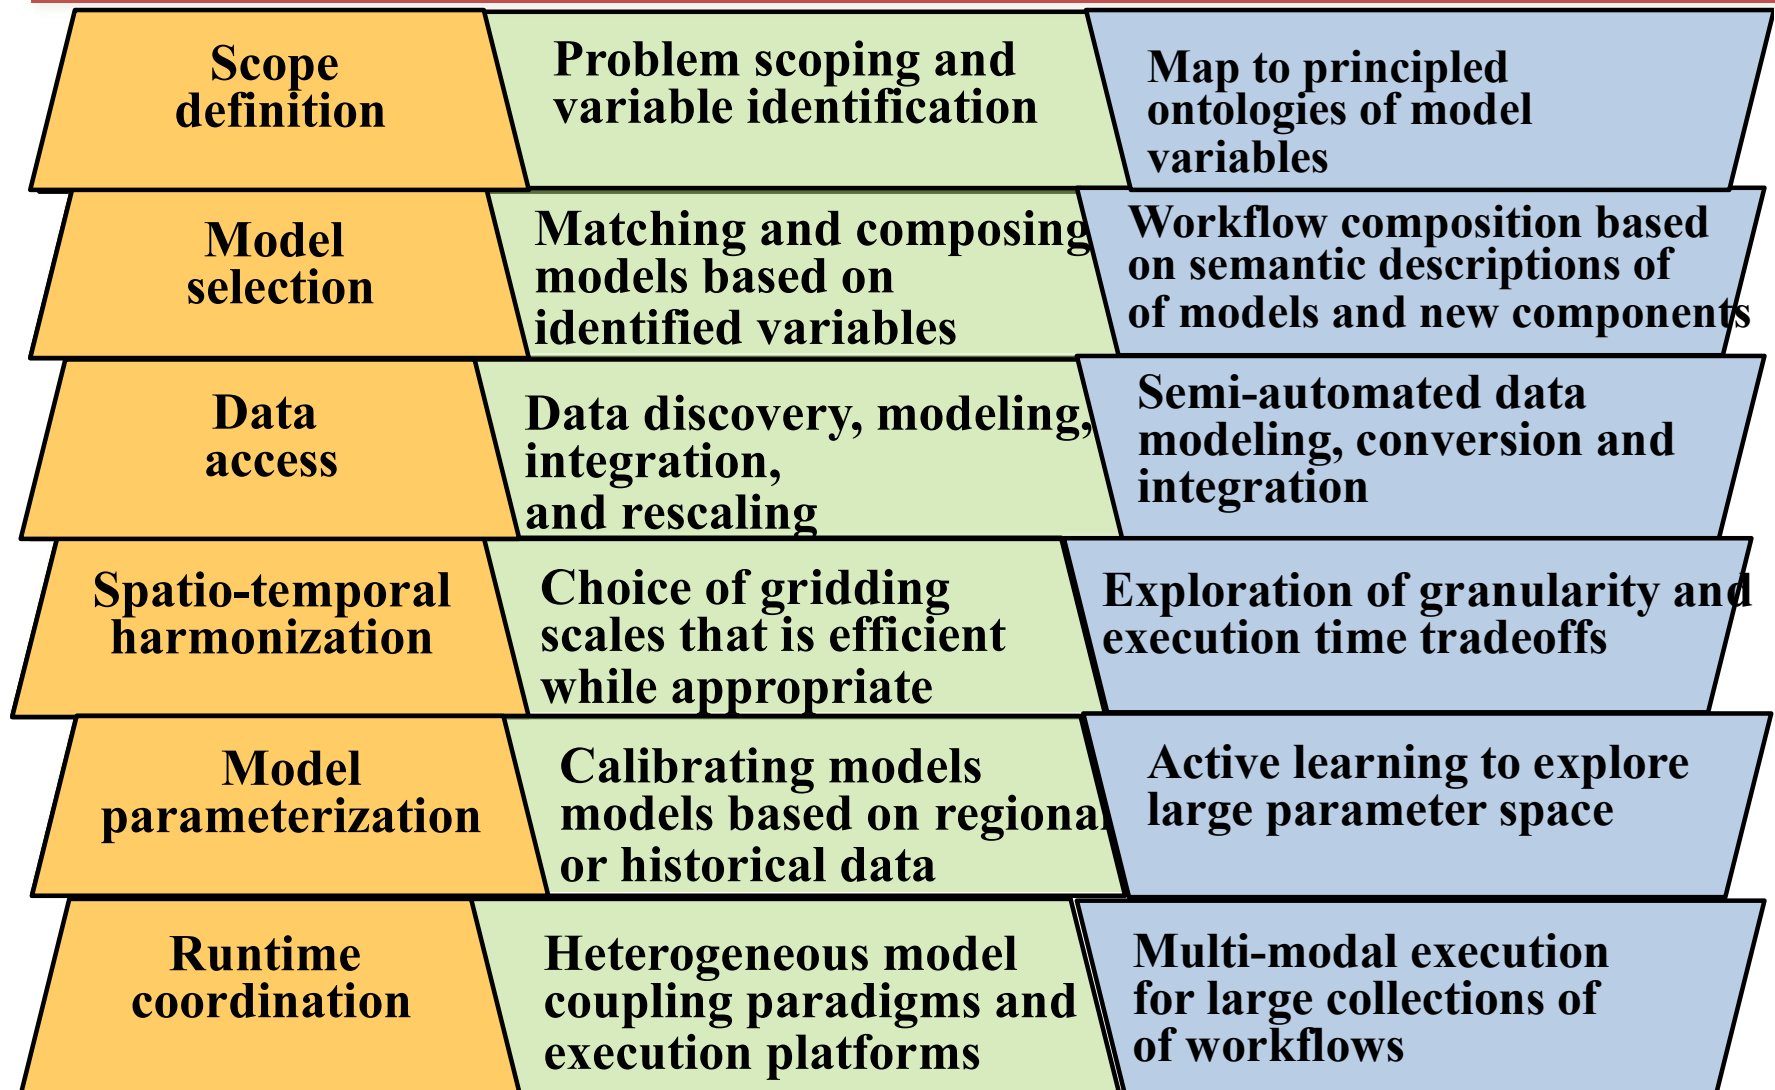 Scope
definition
Problem scoping and
variable identification
Map to principled
ontologies of model
variables
Model
selection
Matching and composing
models based on
identified variables
Workflow composition based
on semantic descriptions of
of models and new components
Data
access
Data discovery, modeling,
integration,
and rescaling
Semi-automated data
modeling, conversion and
integration
Spatio-temporal
harmonization
Choice of gridding
scales that is efficient
while appropriate
Exploration of granularity and
execution time tradeoffs
Model
parameterization
Calibrating models
models based on regional
or historical data
Active learning to explore
large parameter space
Runtime
coordination
Heterogeneous model
coupling paradigms and
execution platforms
Multi-modal execution
for large collections of
of workflows